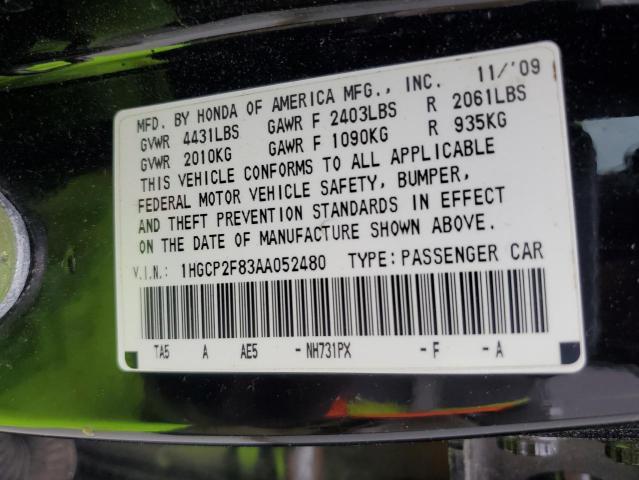 MFD. BY HONDA OF AMERICA MFG., INC. 11/'09
GVWR 4431LBS GAWR F 2403LBS R 2061LBS
GVWR 2010KG GAWR F 1090KG R 935KG
THIS VEHICLE CONFORMS TO ALL APPLICABLE
FEDERAL MOTOR VEHICLE SAFETY, BUMPER,
AND THEFT PREVENTION STANDARDS IN EFFECT
ON THE DATE OF MANUFACTURE SHOWN ABOVE.
V.I.N.: 1HGCP2F83AA052480 TYPE: PASSENGER CAR
TA5 A AE5 - NH731PX - F - A